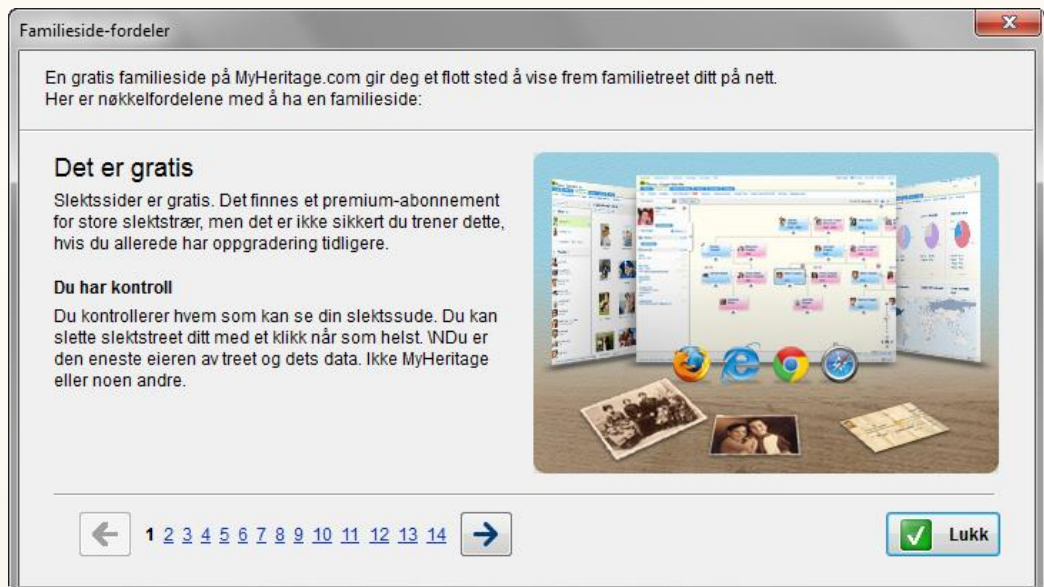 Familieside-fordeler
En gratis familieside på MyHeritage.com gir deg et flott sted å vise frem familietreet ditt på nett.
Her er nøkkelfordelene med å ha en familieside:
Det er gratis
Slektssider er gratis. Det finnes et premium-abonnement
for store slektstrær, men det er ikke sikkert du trener dette,
hvis du allerede har oppgradering tidligere.
Du har kontroll
Du kontrollerer hvem som kan se din slektssude. Du kan
slette slektstreet ditt med et klikk når som helst. \NDu er
den eneste eieren av treet og dets data. Ikke MyHeritage
eller noen andre.
1 2 3 4 5 6 7 8 9 10 11 12 13 14
Lukk